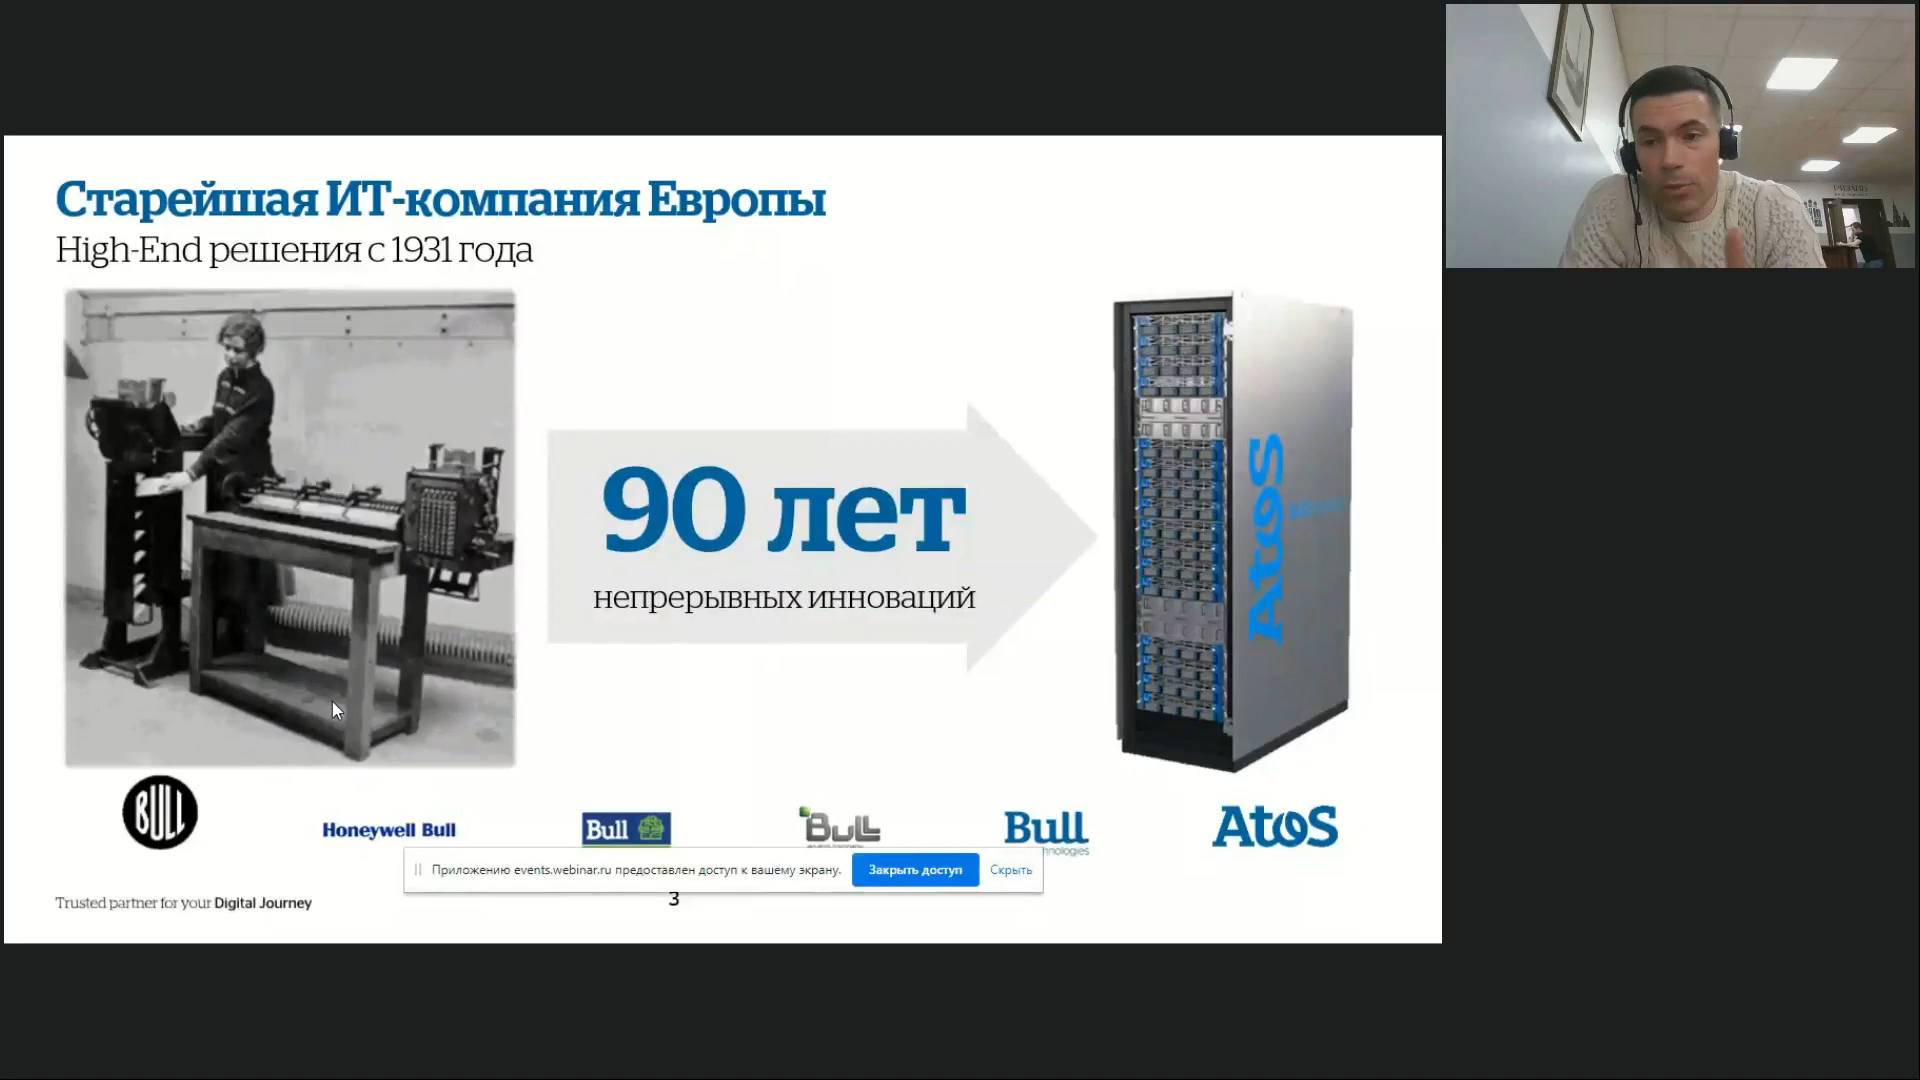 Старейшая ИТ-компания Европы
High-End решения с 1931 года
90 лет
непрерывных инноваций
Atos
BULL
Honeywell Bull
Bull
Bull
Bull
Atos
Приложению events.webinar.ru предоставлен доступ к вашему экрану.
Закрыть доступ
Скрыть
Trusted partner for your Digital Journey
3